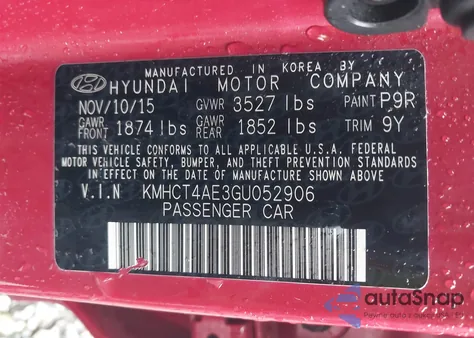 MANUFACTURED IN KOREA BY
HYUNDAI MOTOR COMPANY
NOV/10/15 GVWR 3527 lbs PAINT P9R
GAWR FRONT 1874 lbs GAWR REAR 1852 lbs TRIM 9Y
THIS VEHICLE CONFORMS TO ALL APPLICABLE U.S.A. FEDERAL
MOTOR VEHICLE SAFETY, BUMPER, AND THEFT PREVENTION STANDARDS
IN EFFECT ON THE DATE OF MANUFACTURE SHOWN ABOVE
V.I.N KMHCT4AE3GU052906
PASSENGER CAR
autoSnap